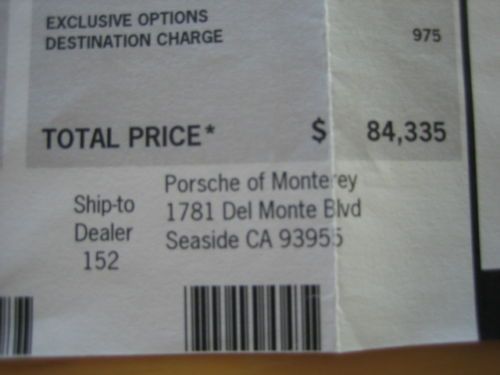 EXCLUSIVE OPTIONS
DESTINATION CHARGE 975
TOTAL PRICE* $ 84,335
Ship-to
Dealer
152
Porsche of Monterey
1781 Del Monte Blvd
Seaside CA 93955